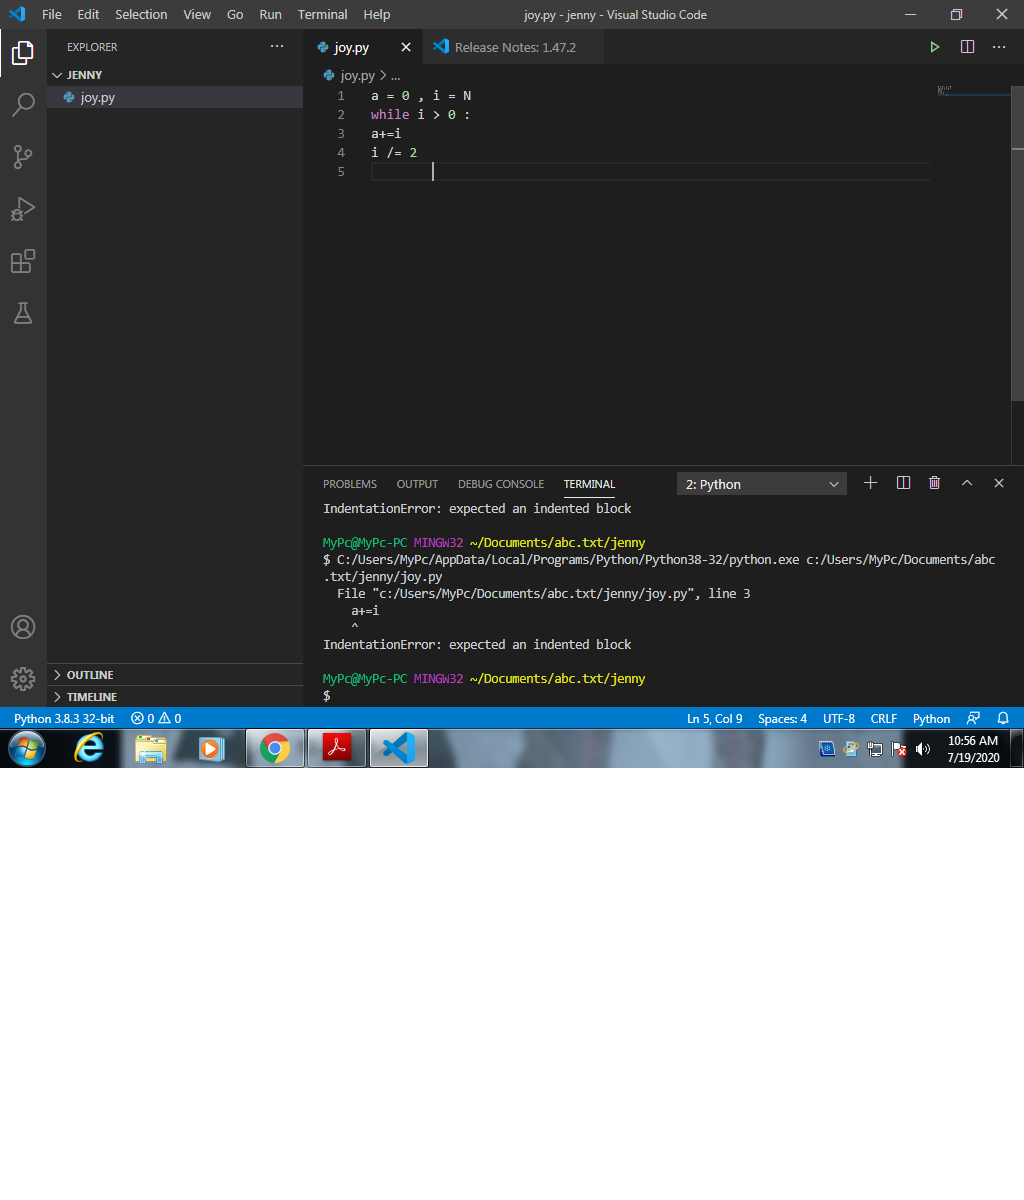 File Edit Selection View Go Run Terminal Help joy.py - jenny - Visual Studio Code
EXPLORER ...
JENNY
joy.py
OUTLINE
TIMELINE
joy.py Release Notes: 1.47.2
joy.py > ...
1 a = 0 , i = N
2 while i > 0 :
3 a+=i
4 i /= 2
5
PROBLEMS OUTPUT DEBUG CONSOLE TERMINAL 2: Python
IndentationError: expected an indented block
MyPc@MyPc-PC MINGW32 ~/Documents/abc.txt/jenny
$ C:/Users/MyPc/AppData/Local/Programs/Python/Python38-32/python.exe c:/Users/MyPc/Documents/abc
.txt/jenny/joy.py
File "c:/Users/MyPc/Documents/abc.txt/jenny/joy.py", line 3
a+=i
^
IndentationError: expected an indented block
MyPc@MyPc-PC MINGW32 ~/Documents/abc.txt/jenny
$
Python 3.8.3 32-bit 0 0 Ln 5, Col 9 Spaces: 4 UTF-8 CRLF Python
10:56 AM
7/19/2020